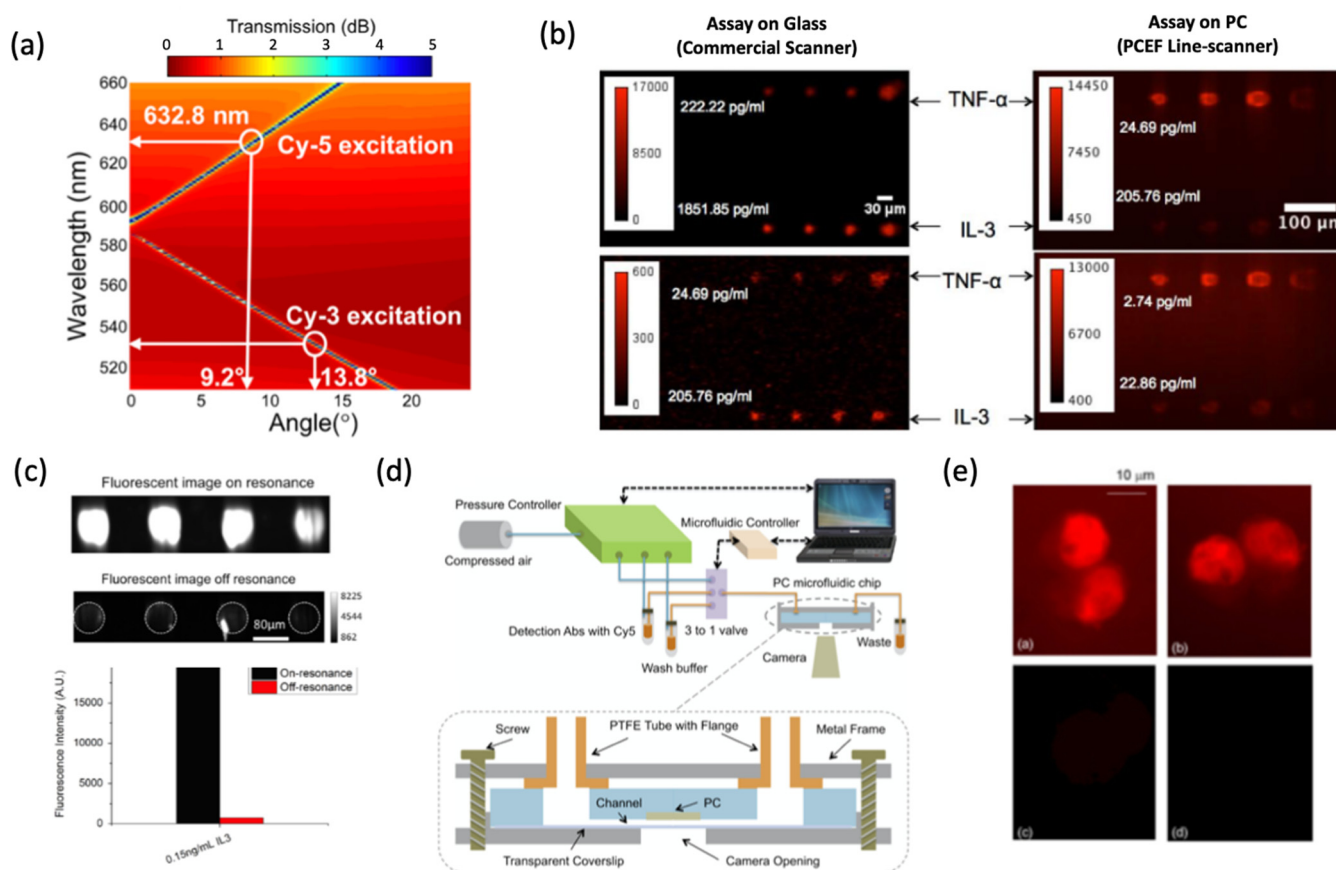 (a)
Transmission (dB)
0 1 2 3 4 5
660
640
620
600
580
560
540
520
Wavelength (nm)
632.8 nm
Cy-5 excitation
Cy-3 excitation
9.2°
13.8°
0 5 10 15 20
Angle(°)
(b)
Assay on Glass
(Commercial Scanner)
Assay on PC
(PCEF Line-scanner)
17000
8500
0
222.22 pg/ml
1851.85 pg/ml
30 µm
TNF-α
IL-3
14450
7450
450
24.69 pg/ml
205.76 pg/ml
100 µm
600
300
0
24.69 pg/ml
205.76 pg/ml
TNF-α
IL-3
13000
6700
400
2.74 pg/ml
22.86 pg/ml
(c)
Fluorescent image on resonance
Fluorescent image off resonance
80µm
8225
4544
862
On-resonance
Off-resonance
15000
10000
5000
0
Fluorescence Intensity (A.U.)
0.15ng/mL IL3
(d)
Pressure Controller
Compressed air
Microfluidic Controller
PC microfluidic chip
Detection Abs with Cy5
3 to 1 valve
Wash buffer
Camera
Waste
Screw
PTFE Tube with Flange
Metal Frame
Channel
PC
Transparent Coverslip
Camera Opening
(e)
10 µm
(a)
(b)
(c)
(d)